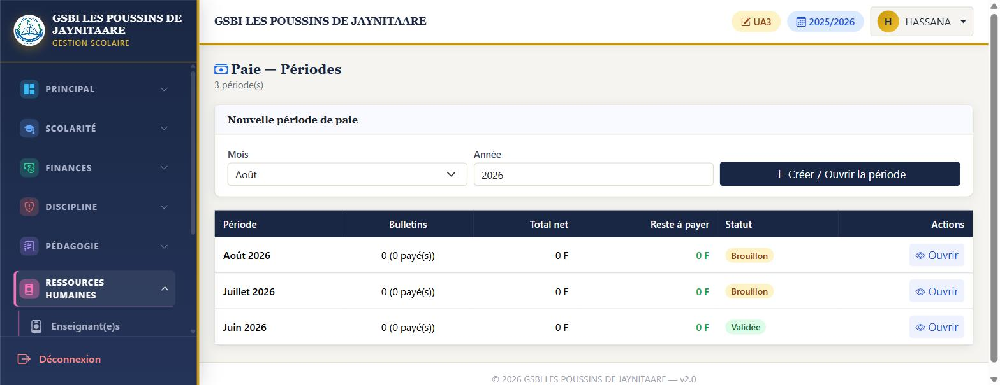 GSBI LES POUSSINS DE
JAYNITAARE
GESTION SCOLAIRE
PRINCIPAL
SCOLARITÉ
FINANCES
DISCIPLINE
PÉDAGOGIE
RESSOURCES
HUMAINES
Enseignant(e)s
Déconnexion
GSBI LES POUSSINS DE JAYNITAARE
UA3
2025/2026
H
HASSANA
Paie — Périodes
3 période(s)
Nouvelle période de paie
Mois
Année
Août
2026
+ Créer / Ouvrir la période
Période Bulletins Total net Reste à payer Statut Actions
Août 2026 0 (0 payé(s)) 0 F 0 F Brouillon Ouvrir
Juillet 2026 0 (0 payé(s)) 0 F 0 F Brouillon Ouvrir
Juin 2026 0 (0 payé(s)) 0 F 0 F Validée Ouvrir
© 2026 GSBI LES POUSSINS DE JAYNITAARE — v2.0